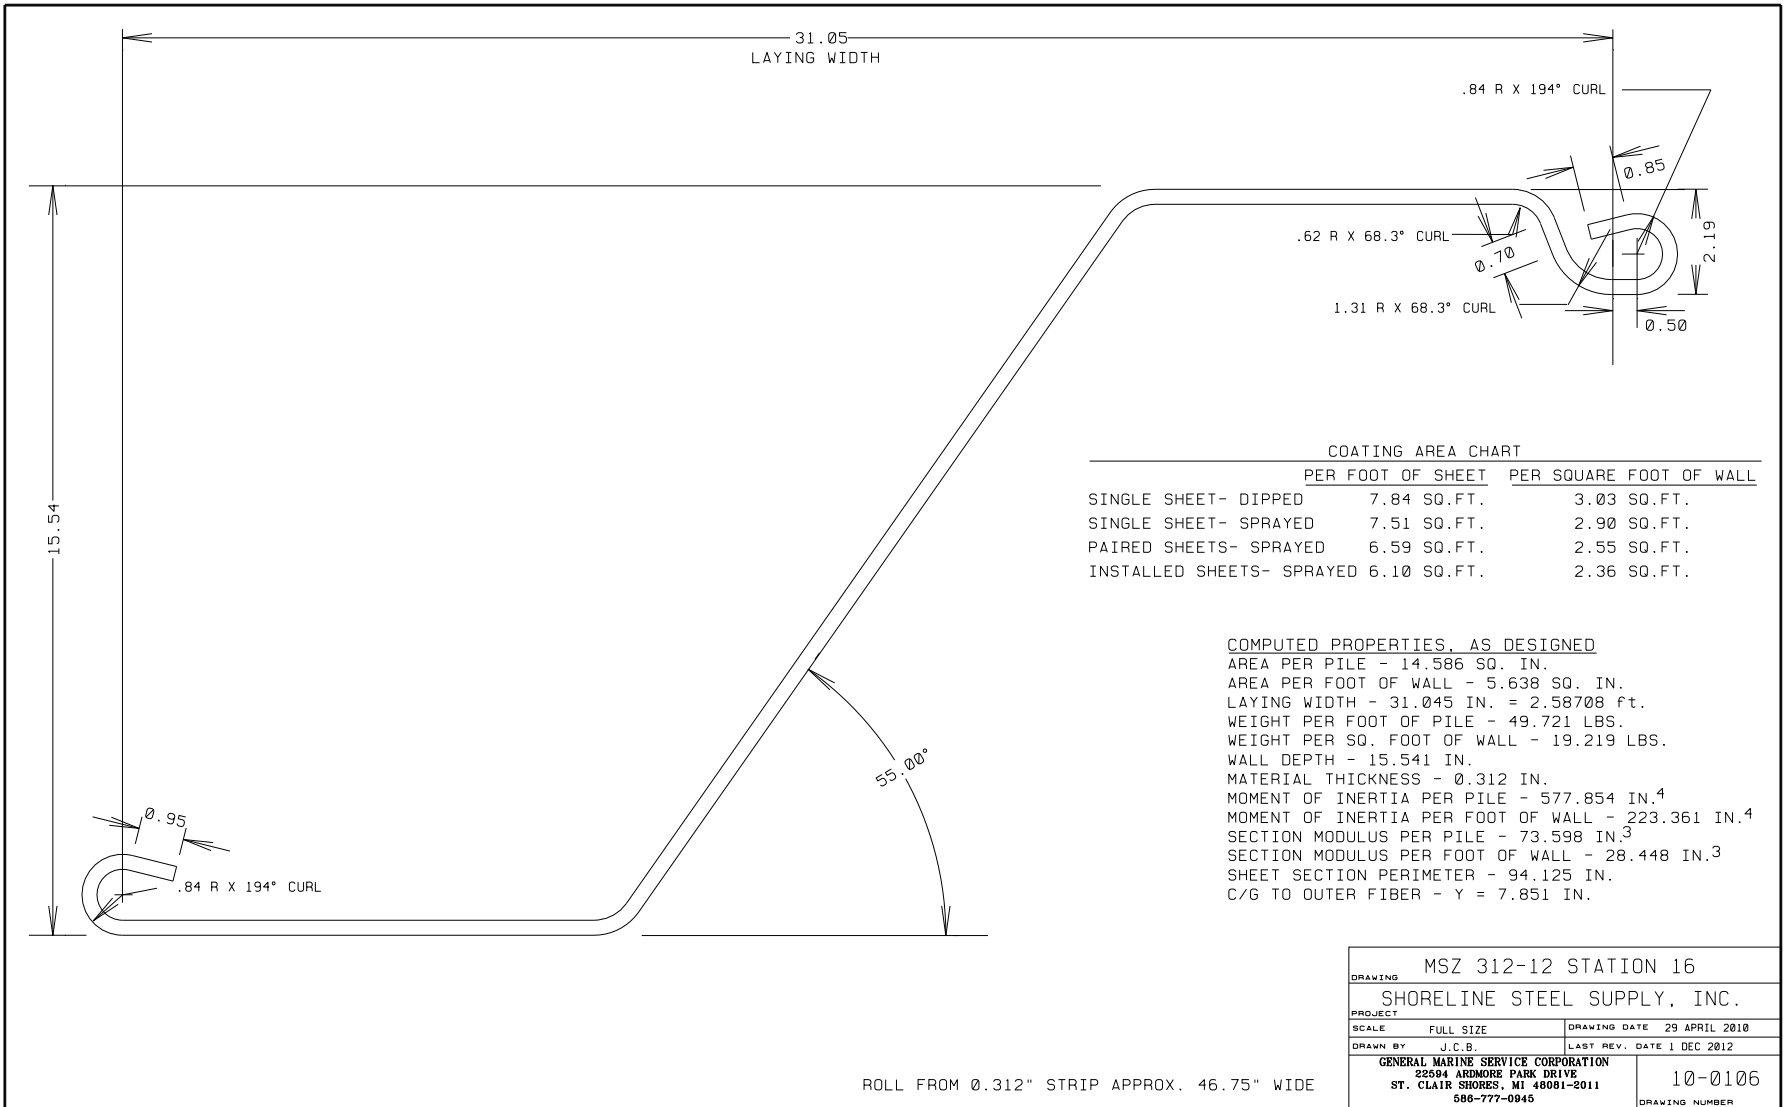 31.05
LAYING WIDTH
.84 R X 194° CURL
0.85
.62 R X 68.3° CURL
0.70
2.19
1.31 R X 68.3° CURL
0.50
15.54
55.00°
0.95
.84 R X 194° CURL
COATING AREA CHART
PER FOOT OF SHEET PER SQUARE FOOT OF WALL
SINGLE SHEET- DIPPED 7.84 SQ.FT. 3.03 SQ.FT.
SINGLE SHEET- SPRAYED 7.51 SQ.FT. 2.90 SQ.FT.
PAIRED SHEETS- SPRAYED 6.59 SQ.FT. 2.55 SQ.FT.
INSTALLED SHEETS- SPRAYED 6.10 SQ.FT. 2.36 SQ.FT.
COMPUTED PROPERTIES, AS DESIGNED
AREA PER PILE - 14.586 SQ. IN.
AREA PER FOOT OF WALL - 5.638 SQ. IN.
LAYING WIDTH - 31.045 IN. = 2.58708 ft.
WEIGHT PER FOOT OF PILE - 49.721 LBS.
WEIGHT PER SQ. FOOT OF WALL - 19.219 LBS.
WALL DEPTH - 15.541 IN.
MATERIAL THICKNESS - 0.312 IN.
MOMENT OF INERTIA PER PILE - 577.854 IN.4
MOMENT OF INERTIA PER FOOT OF WALL - 223.361 IN.4
SECTION MODULUS PER PILE - 73.598 IN.3
SECTION MODULUS PER FOOT OF WALL - 28.448 IN.3
SHEET SECTION PERIMETER - 94.125 IN.
C/G TO OUTER FIBER - Y = 7.851 IN.
ROLL FROM 0.312" STRIP APPROX. 46.75" WIDE
DRAWING MSZ 312-12 STATION 16
SHORELINE STEEL SUPPLY, INC.
PROJECT
SCALE FULL SIZE DRAWING DATE 29 APRIL 2010
DRAWN BY J.C.B. LAST REV. DATE 1 DEC 2012
GENERAL MARINE SERVICE CORPORATION
22594 ARDMORE PARK DRIVE
ST. CLAIR SHORES, MI 48081-2011
586-777-0945
10-0106
DRAWING NUMBER